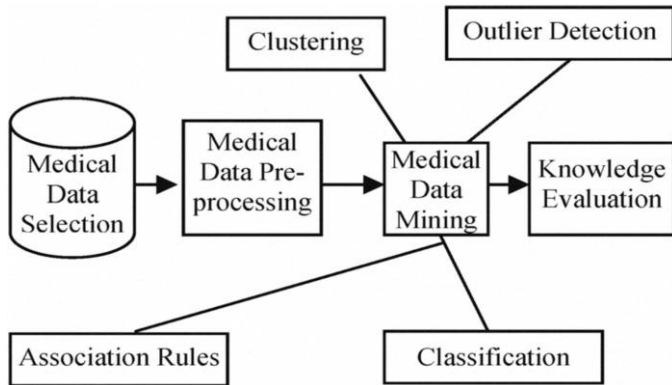 Clustering
Outlier Detection
Medical
Data
Selection
Medical
Data Pre-
processing
Medical
Data
Mining
Knowledge
Evaluation
Association Rules
Classification